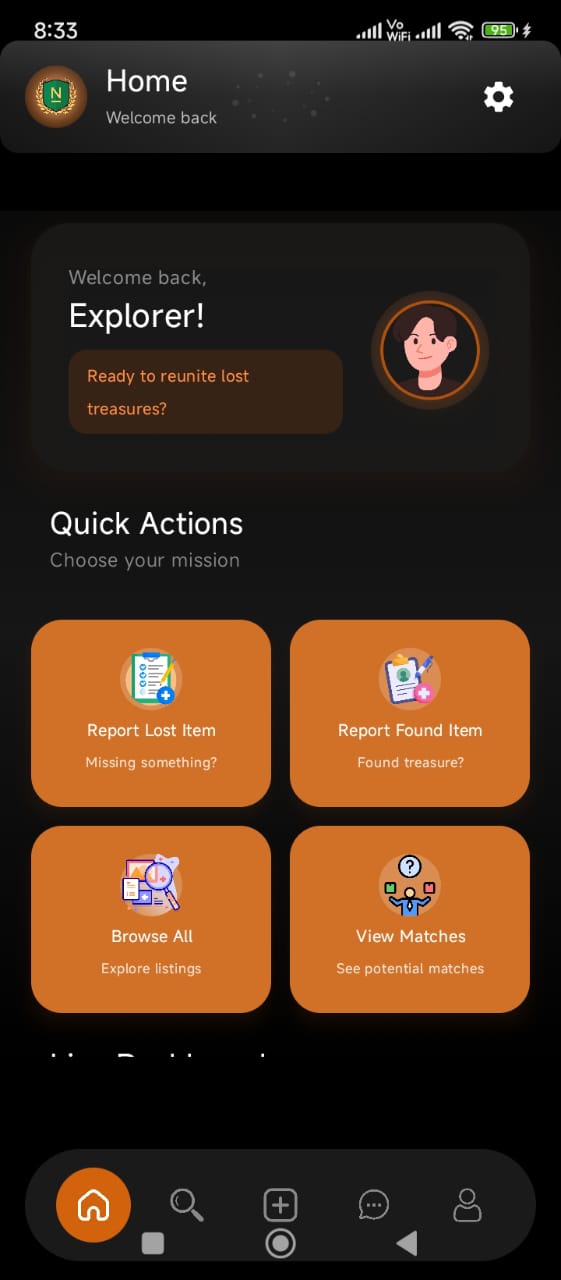 8:33
Vo
WiFi
95
N
Home
Welcome back
Welcome back,
Explorer!
Ready to reunite lost
treasures?
Quick Actions
Choose your mission
Report Lost Item
Report Found Item
Missing something?
Found treasure?
Browse All
View Matches
Explore listings
See potential matches